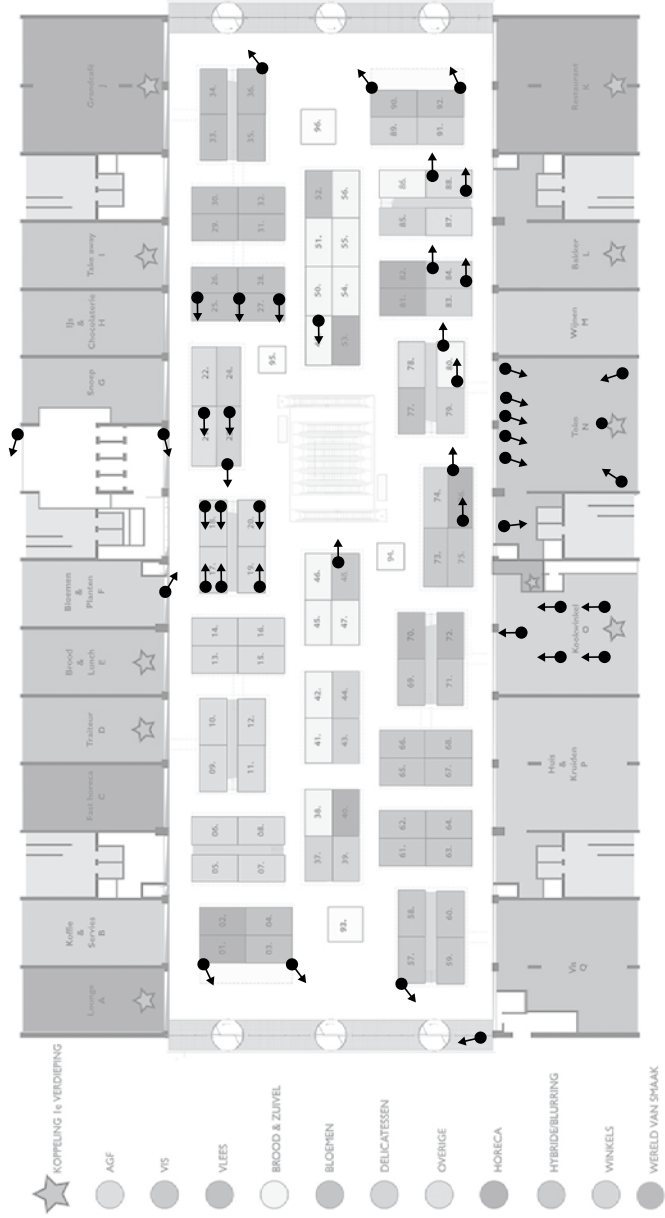 Grandcafé
J
Take away
I
IJs
&
Chocolaterie
H
Snoep
G
Bloemen
&
Planten
F
Brood
&
Lunch
E
Traiteur
D
Fast horeca
C
Koffie
&
Servies
B
Lounge
A
34.
36.
33.
35.
30.
32.
29.
31.
26.
28.
25.
27.
22.
24.
95.
20.
19.
14.
16.
13.
15.
10.
12.
09.
11.
06.
08.
05.
07.
02.
04.
01.
03.
96.
52.
56.
51.
55.
50.
54.
53.
46.
48.
45.
47.
42.
44.
41.
43.
38.
40.
37.
39.
93.
94.
90.
92.
89.
91.
86.
88.
85.
87.
82.
84.
81.
83.
78.
80.
77.
79.
74.
73.
75.
70.
72.
69.
71.
66.
68.
65.
67.
62.
64.
61.
63.
58.
60.
57.
59.
Restaurant
K
Bakker
L
Wijnen
M
Toko
N
Kookwinkel
O
Huis
&
Kruiden
P
Vis
Q
KOPPELING 1e VERDIEPING
AGF
VIS
VLEES
BROOD & ZUIVEL
BLOEMEN
DELICATESSEN
OVERIGE
HORECA
HYBRIDE/BLURRING
WINKELS
WERELD VAN SMAAK